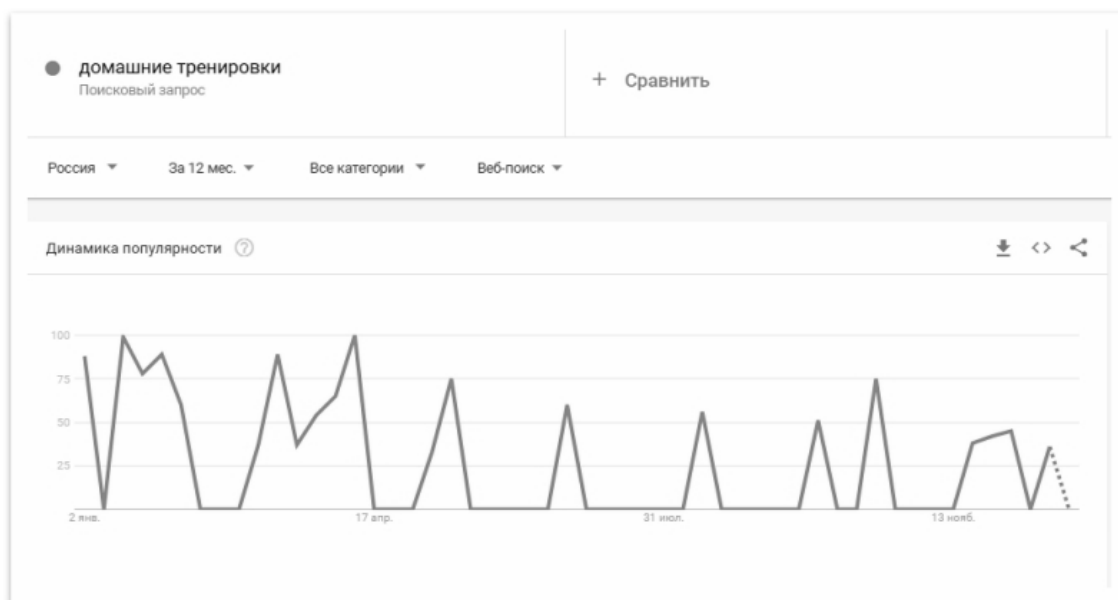 домашние тренировки
Поисковый запрос
+ Сравнить
Россия
За 12 мес.
Все категории
Веб-поиск
Динамика популярности ?
100
75
50
25
2 янв.
17 апр.
31 июл.
13 нояб.